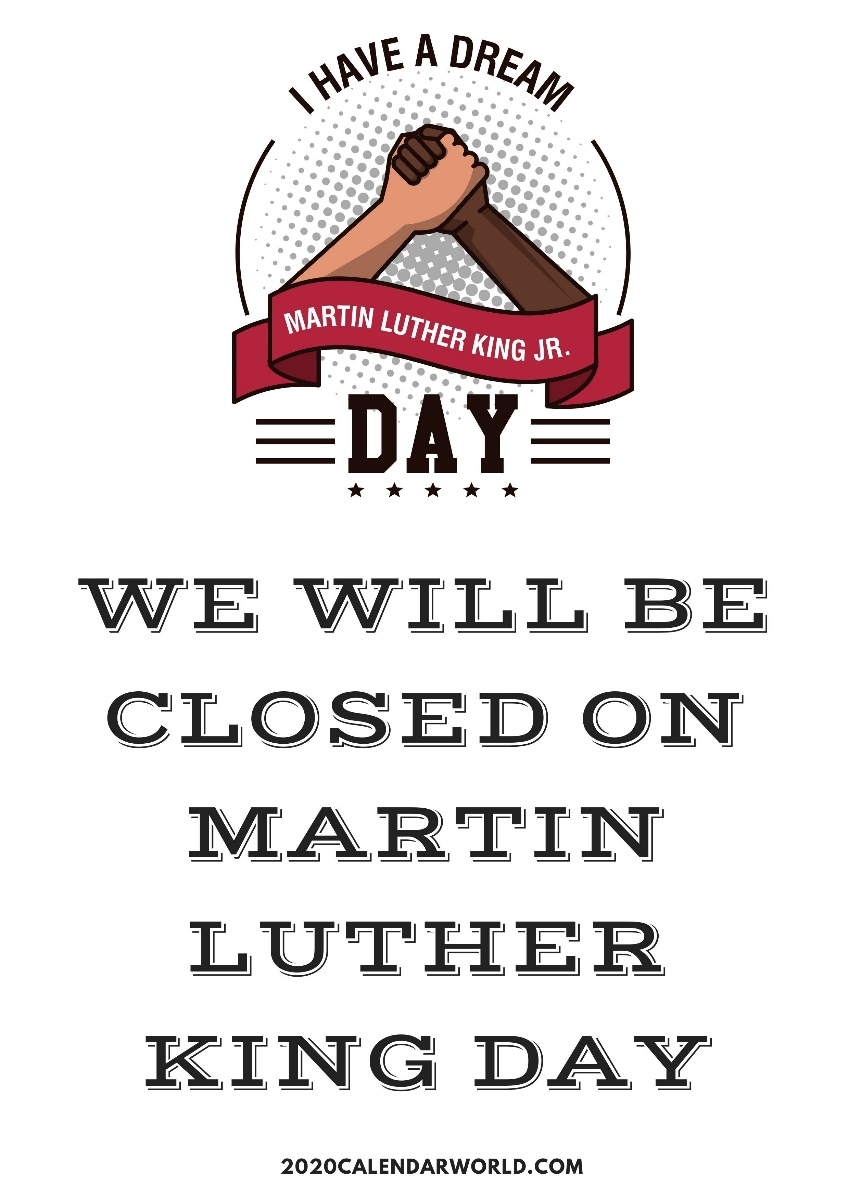 I HAVE A DREAM
MARTIN LUTHER KING JR.
DAY
WE WILL BE
CLOSED ON
MARTIN
LUTHER
KING DAY
2020CALENDARWORLD.COM